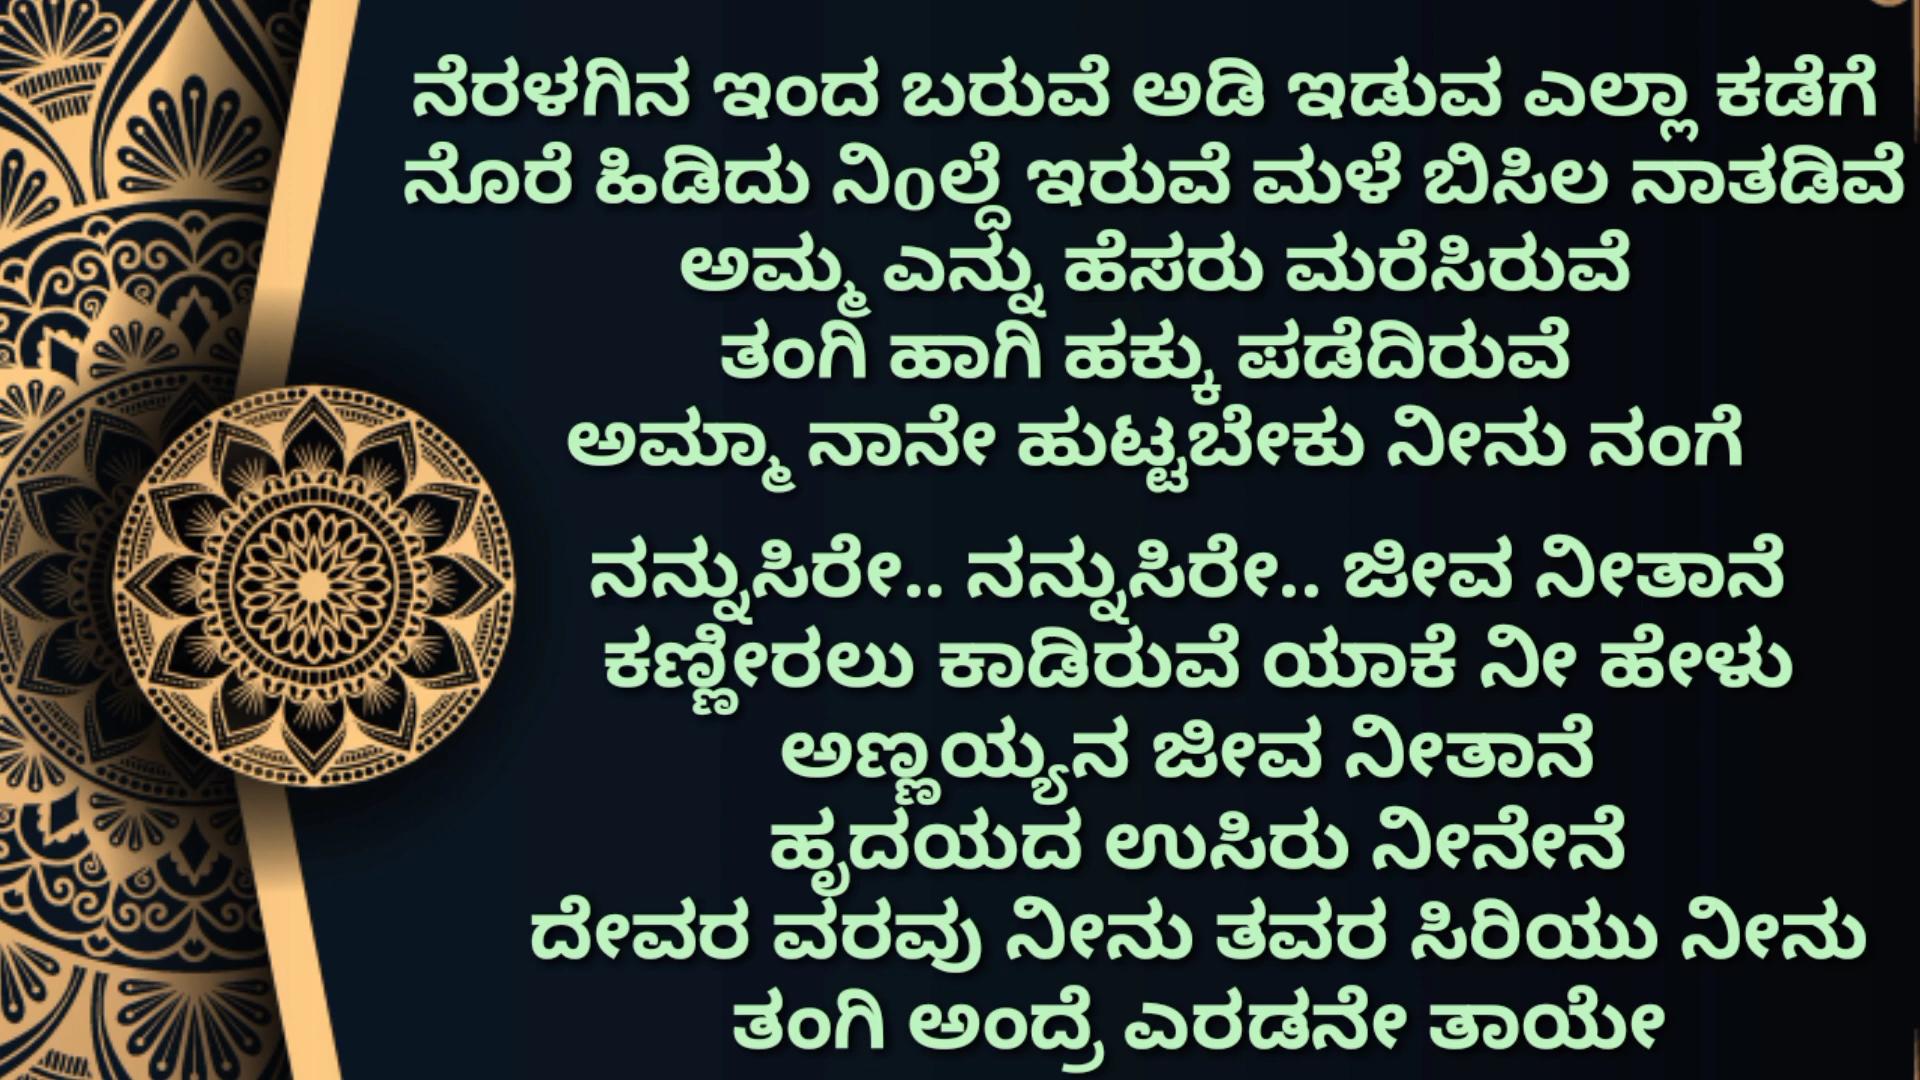 ನೆರಳಗಿನ ಇಂದ ಬರುವೆ ಅಡಿ ಇಡುವ ಎಲ್ಲಾ ಕಡೆಗೆ
ನೊರೆ ಹಿಡಿದು ನಿ0ಲ್ದೆ ಇರುವೆ ಮಳೆ ಬಿಸಿಲ ನಾತಡಿವೆ
ಅಮ್ಮ ಎನ್ನು ಹೆಸರು ಮರೆಸಿರುವೆ
ತಂಗಿ ಹಾಗಿ ಹಕ್ಕು ಪಡೆದಿರುವೆ
ಅಮ್ಮಾ ನಾನೇ ಹುಟ್ಟಬೇಕು ನೀನು ನಂಗೆ
ನನ್ನುಸಿರೇ.. ನನ್ನುಸಿರೇ.. ಜೀವ ನೀತಾನೆ
ಕಣ್ಣೀರಲು ಕಾಡಿರುವೆ ಯಾಕೆ ನೀ ಹೇಳು
ಅಣ್ಣಯ್ಯನ ಜೀವ ನೀತಾನೆ
ಹೃದಯದ ಉಸಿರು ನೀನೇನೆ
ದೇವರ ವರವು ನೀನು ತವರ ಸಿರಿಯು ನೀನು
ತಂಗಿ ಅಂದ್ರೆ ಎರಡನೇ ತಾಯೇ